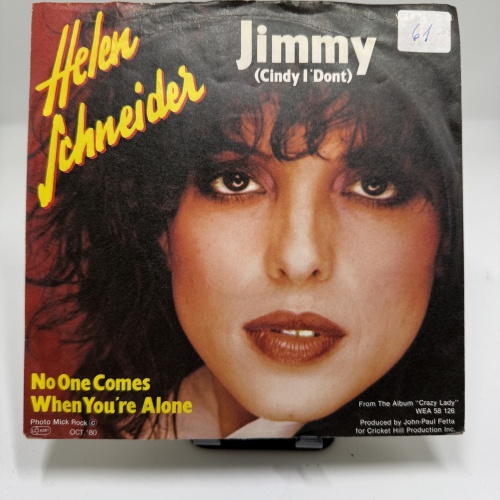 Helen
Schneider
Jimmy
(Cindy I'Dont)
61
No One Comes
When You're Alone
Photo Mick Rock ©
OCT '80
From The Album "Crazy Lady"
WEA 58 126
Produced by John-Paul Fetta
for Cricket Hill Production Inc.